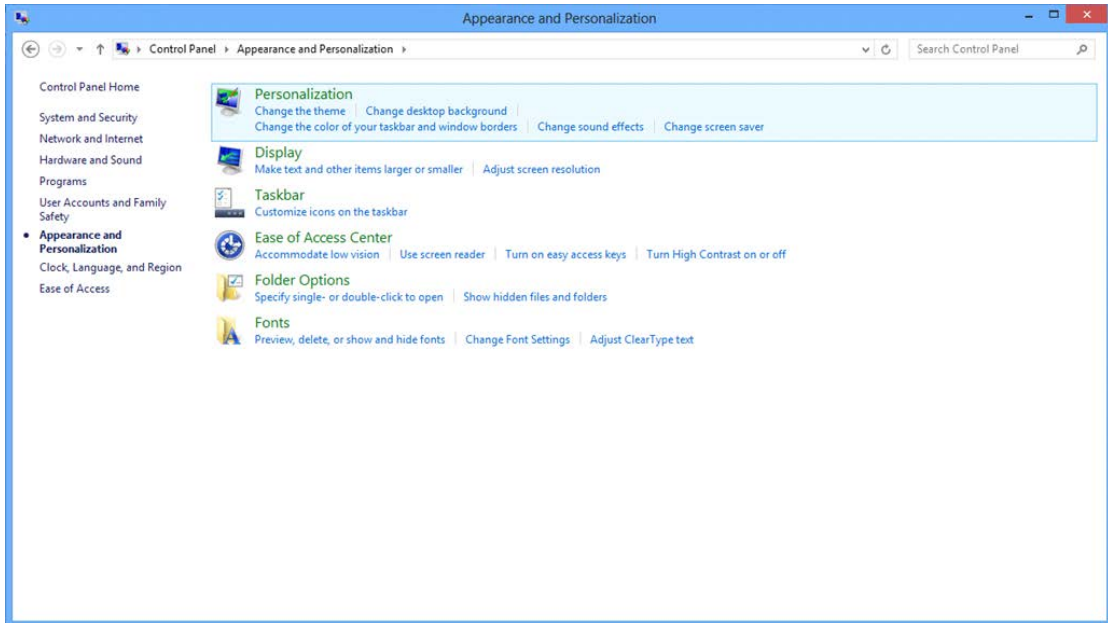 Appearance and Personalization
Control Panel Appearance and Personalization
Search Control Panel
Control Panel Home
System and Security
Network and Internet
Hardware and Sound
Programs
User Accounts and Family
Safety
Appearance and
Personalization
Clock, Language, and Region
Ease of Access
Personalization
Change the theme Change desktop background
Change the color of your taskbar and window borders Change sound effects Change screen saver
Display
Make text and other items larger or smaller Adjust screen resolution
Taskbar
Customize icons on the taskbar
Ease of Access Center
Accommodate low vision Use screen reader Turn on easy access keys Turn High Contrast on or off
Folder Options
Specify single- or double-click to open Show hidden files and folders
Fonts
Preview, delete, or show and hide fonts Change Font Settings Adjust ClearType text